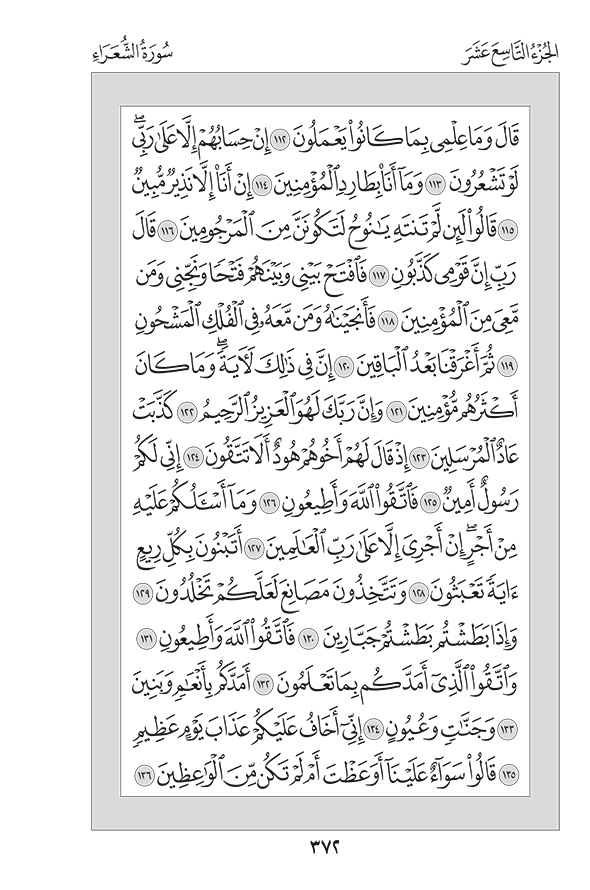 الجُزْءُ التَّاسِعَ عَشَرَ
سُورَةُ الشُّعَرَاءِ
قَالَ وَمَا عِلْمِى بِمَا كَانُوا۟ يَعْمَلُونَ ١١٢ إِنْ حِسَابُهُمْ إِلَّا عَلَىٰ رَبِّىۖ
لَوْ تَشْعُرُونَ ١١٣ وَمَآ أَنَا۠ بِطَارِدِ ٱلْمُؤْمِنِينَ ١١٤ إِنْ أَنَا۠ إِلَّا نَذِيرٌ مُّبِينٌ
١١٥ قَالُوا۟ لَئِن لَّمْ تَنتَهِ يَـٰنُوحُ لَتَكُونَنَّ مِنَ ٱلْمَرْجُومِينَ ١١٦ قَالَ
رَبِّ إِنَّ قَوْمِى كَذَّبُونِ ١١٧ فَٱفْتَحْ بَيْنِى وَبَيْنَهُمْ فَتْحًا وَنَجِّنِى وَمَن
مَّعِىَ مِنَ ٱلْمُؤْمِنِينَ ١١٨ فَأَنجَيْنَـٰهُ وَمَن مَّعَهُۥ فِى ٱلْفُلْكِ ٱلْمَشْحُونِ
١١٩ ثُمَّ أَغْرَقْنَا بَعْدُ ٱلْبَاقِينَ ١٢٠ إِنَّ فِى ذَٰلِكَ لَـَٔايَةًۖ وَمَا كَانَ
أَكْثَرُهُم مُّؤْمِنِينَ ١٢١ وَإِنَّ رَبَّكَ لَهُوَ ٱلْعَزِيزُ ٱلرَّحِيمُ ١٢٢ كَذَّبَتْ
عَادٌ ٱلْمُرْسَلِينَ ١٢٣ إِذْ قَالَ لَهُمْ أَخُوهُمْ هُودٌ أَلَا تَتَّقُونَ ١٢٤ إِنِّى لَكُمْ
رَسُولٌ أَمِينٌ ١٢٥ فَٱتَّقُوا۟ ٱللَّهَ وَأَطِيعُونِ ١٢٦ وَمَآ أَسْـَٔلُكُمْ عَلَيْهِ
مِنْ أَجْرٍۖ إِنْ أَجْرِىَ إِلَّا عَلَىٰ رَبِّ ٱلْعَـٰلَمِينَ ١٢٧ أَتَبْنُونَ بِكُلِّ رِيعٍ
ءَايَةً تَعْبَثُونَ ١٢٨ وَتَتَّخِذُونَ مَصَانِعَ لَعَلَّكُمْ تَخْلُدُونَ ١٢٩
وَإِذَا بَطَشْتُم بَطَشْتُمْ جَبَّارِينَ ١٣٠ فَٱتَّقُوا۟ ٱللَّهَ وَأَطِيعُونِ ١٣١
وَٱتَّقُوا۟ ٱلَّذِىٓ أَمَدَّكُم بِمَا تَعْلَمُونَ ١٣٢ أَمَدَّكُم بِأَنْعَـٰمٍ وَبَنِينَ
١٣٣ وَجَنَّـٰتٍ وَعُيُونٍ ١٣٤ إِنِّىٓ أَخَافُ عَلَيْكُمْ عَذَابَ يَوْمٍ عَظِيمٍ
١٣٥ قَالُوا۟ سَوَآءٌ عَلَيْنَآ أَوَعَظْتَ أَمْ لَمْ تَكُن مِّنَ ٱلْوَٰعِظِينَ ١٣٦
٣٧٢